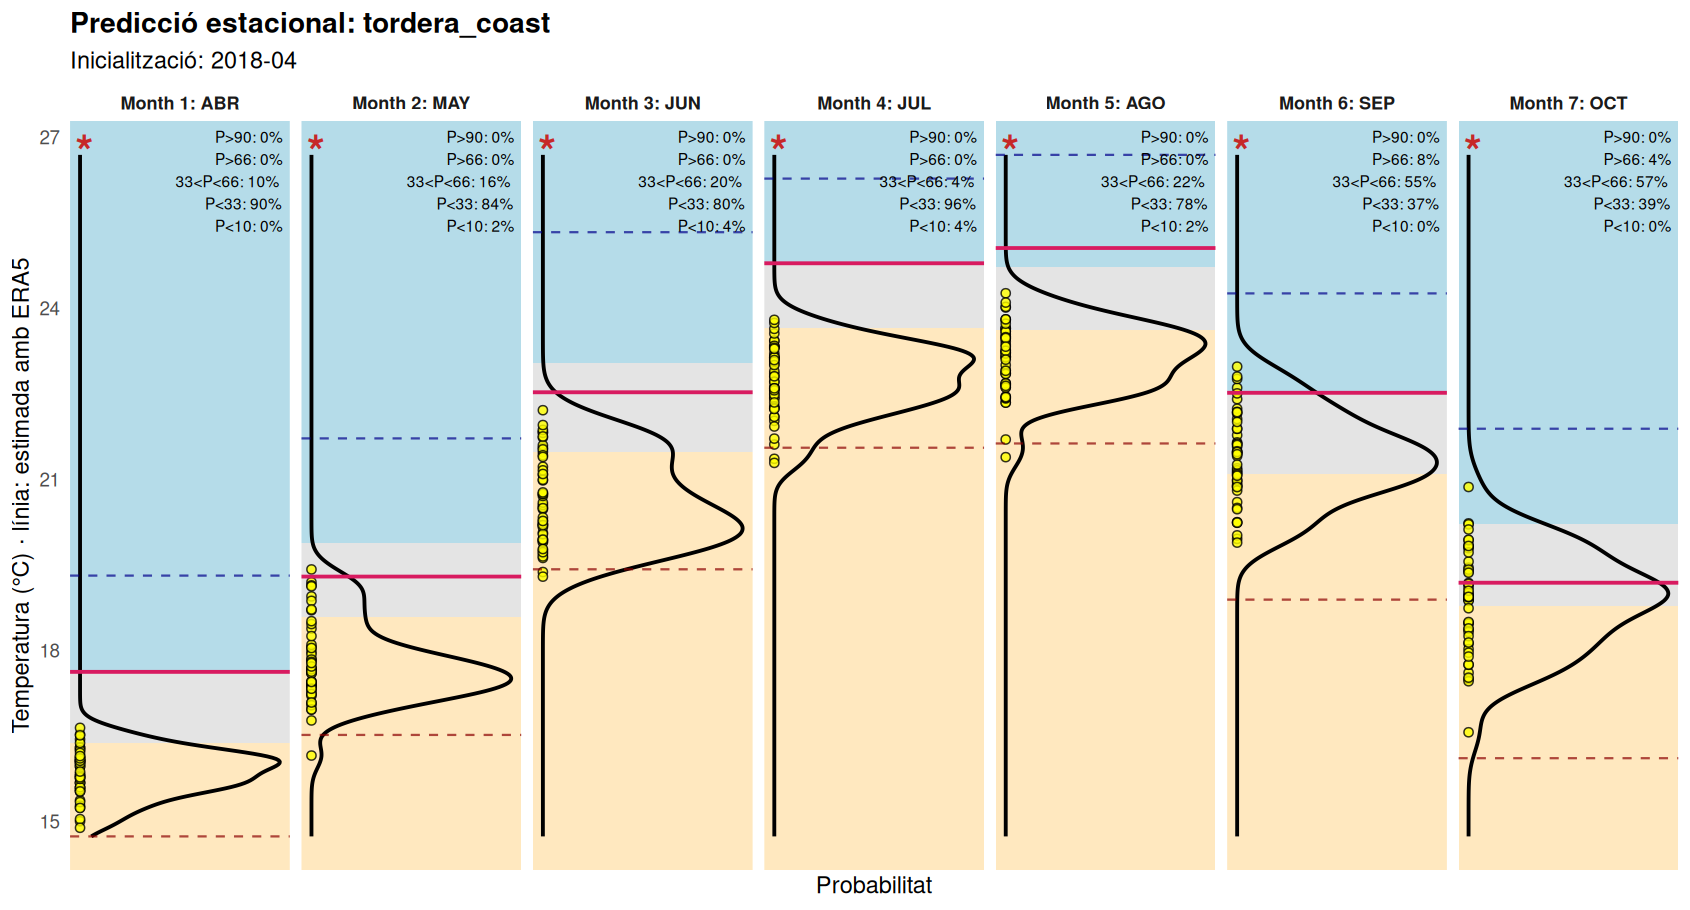 Predicció estacional: tordera_coast
Inicialització: 2018-04
Month 1: ABR
Month 2: MAY
Month 3: JUN
Month 4: JUL
Month 5: AGO
Month 6: SEP
Month 7: OCT
*
P>90: 0%
P>66: 0%
33<P<66: 10%
P<33: 90%
P<10: 0%
*
P>90: 0%
P>66: 0%
33<P<66: 16%
P<33: 84%
P<10: 2%
*
P>90: 0%
P>66: 0%
33<P<66: 20%
P<33: 80%
P<10: 4%
*
P>90: 0%
P>66: 0%
33<P<66: 4%
P<33: 96%
P<10: 4%
*
P>90: 0%
P>66: 0%
33<P<66: 22%
P<33: 78%
P<10: 2%
*
P>90: 0%
P>66: 8%
33<P<66: 55%
P<33: 37%
P<10: 0%
*
P>90: 0%
P>66: 4%
33<P<66: 57%
P<33: 39%
P<10: 0%
27
24
21
18
15
Temperatura (°C) · línia: estimada amb ERA5
Probabilitat